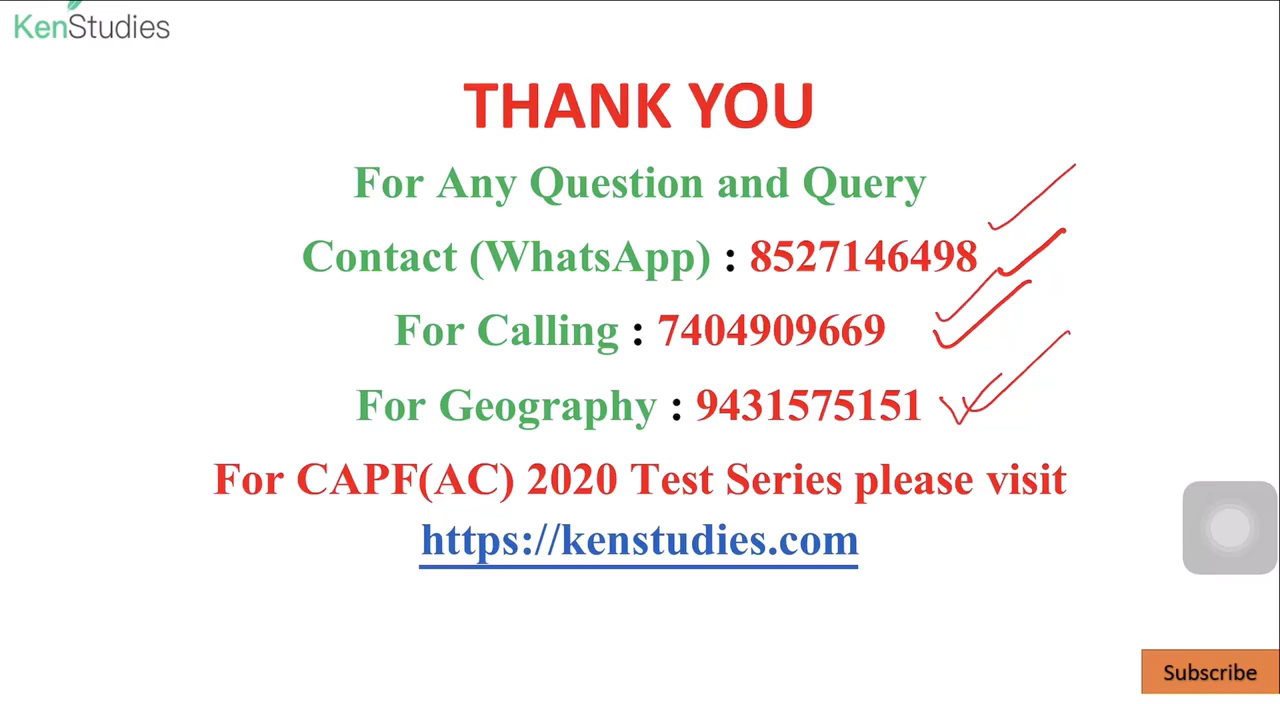 KenStudies
THANK YOU
For Any Question and Query
Contact (WhatsApp) : 8527146498
For Calling : 7404909669
For Geography : 9431575151
For CAPF(AC) 2020 Test Series please visit
https://kenstudies.com
Subscribe